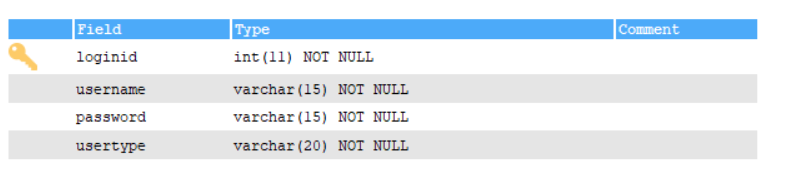 Field Type Comment
loginid int(11) NOT NULL
username varchar(15) NOT NULL
password varchar(15) NOT NULL
usertype varchar(20) NOT NULL